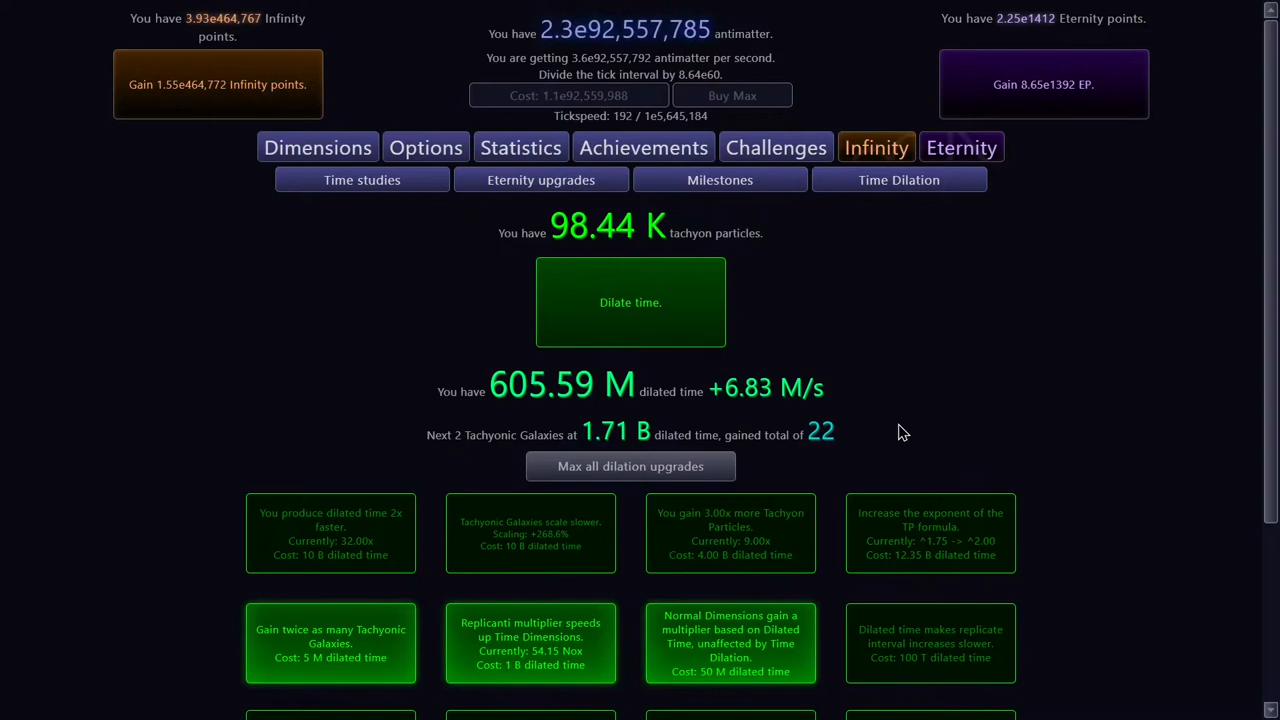 You have 3.93e464,767 Infinity
points.
You have 2.3e92,557,785 antimatter.
You have 2.25e1412 Eternity points.
You are getting 3.6e92,557,792 antimatter per second.
Divide the tick interval by 8.64e60.
Gain 1.55e464,772 Infinity points.
Cost: 1.1e92,559,988
Buy Max
Gain 8.65e1392 EP.
Tickspeed: 192 / 1e5,645,184
Dimensions
Options
Statistics
Achievements
Challenges
Infinity
Eternity
Time studies
Eternity upgrades
Milestones
Time Dilation
You have 98.44 K tachyon particles.
Dilate time.
You have 605.59 M dilated time +6.83 M/s
Next 2 Tachyonic Galaxies at 1.71 B dilated time, gained total of 22
Max all dilation upgrades
You produce dilated time 2x
faster.
Currently: 32.00x
Cost: 10 B dilated time
Tachyonic Galaxies scale slower.
Scaling: +268.6%
Cost: 10 B dilated time
You gain 3.00x more Tachyon
Particles.
Currently: 9.00x
Cost: 4.00 B dilated time
Increase the exponent of the
TP formula.
Currently: ^1.75 -> ^2.00
Cost: 12.35 B dilated time
Gain twice as many Tachyonic
Galaxies.
Cost: 5 M dilated time
Replicanti multiplier speeds
up Time Dimensions.
Currently: 54.15 Nox
Cost: 1 B dilated time
Normal Dimensions gain a
multiplier based on Dilated
Time, unaffected by Time
Dilation.
Cost: 50 M dilated time
Dilated time makes replicate
interval increases slower.
Cost: 100 T dilated time